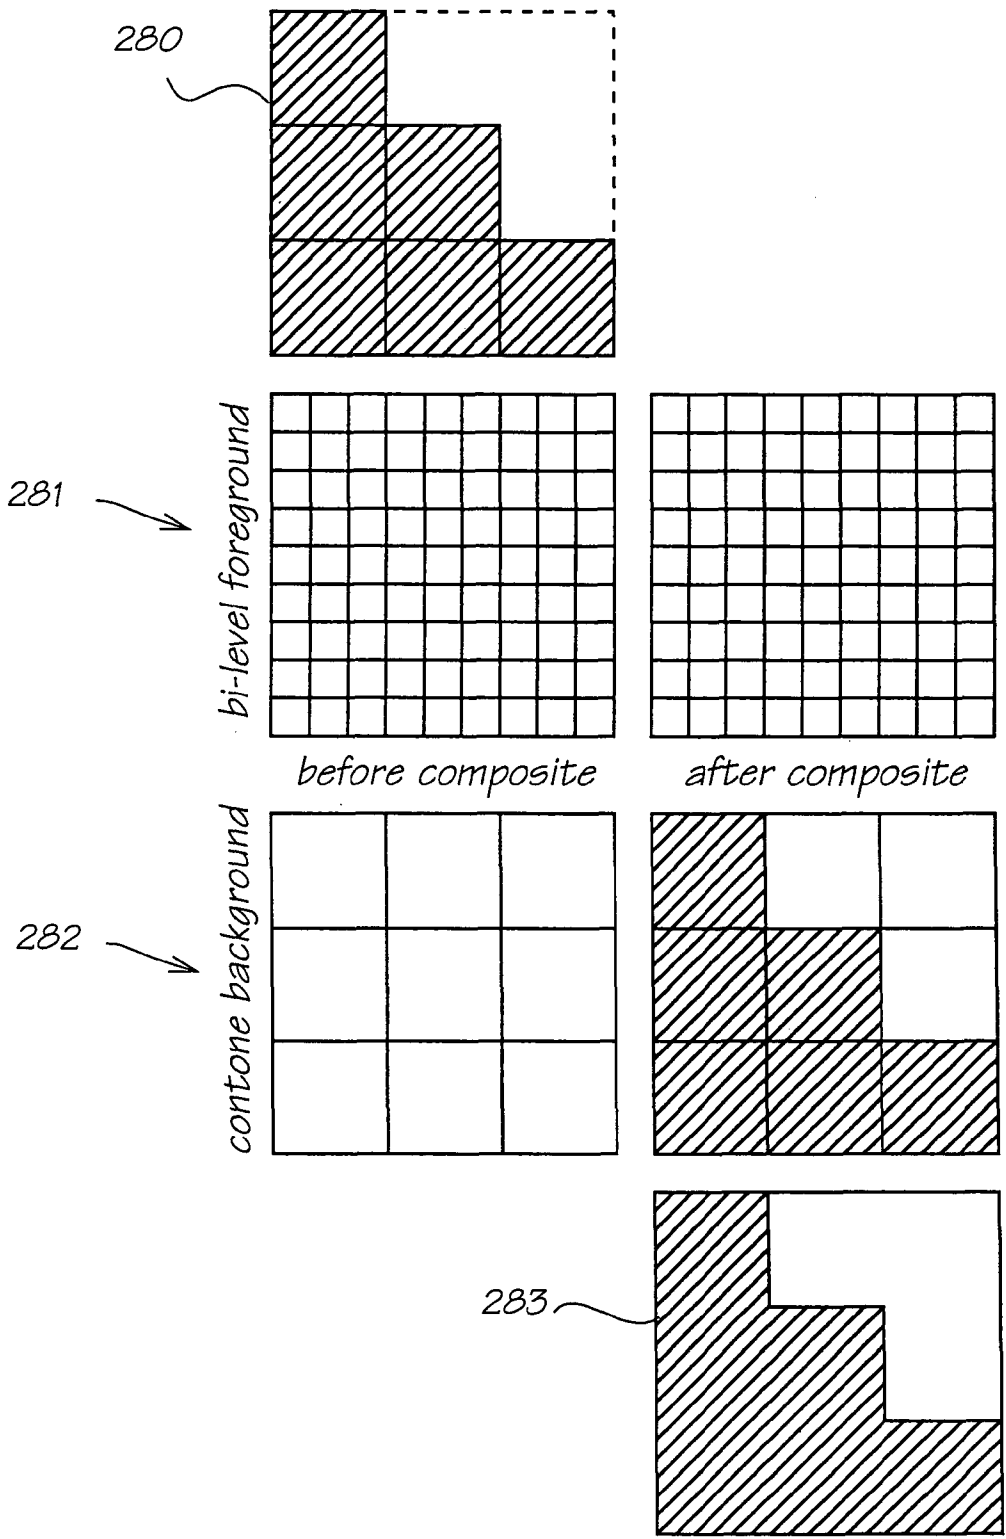 280
281
bi-level foreground
before composite
after composite
282
contone background
283